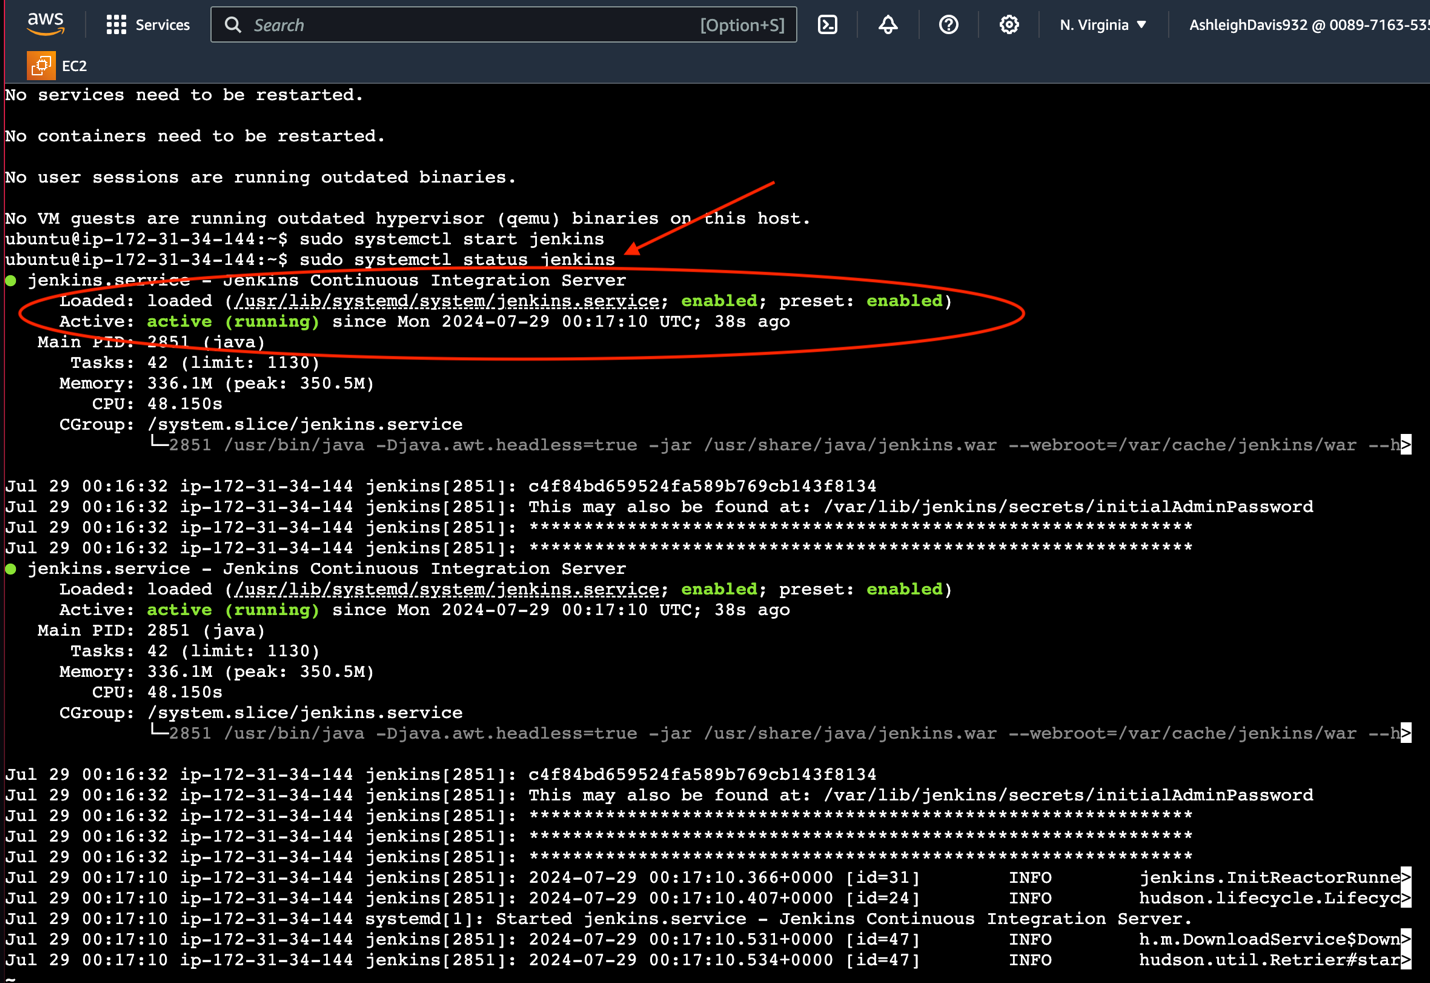 aws
Services
Search [Option+S]
N. Virginia ▼
AshleighDavis932 @ 0089-7163-535
EC2
No services need to be restarted.
No containers need to be restarted.
No user sessions are running outdated binaries.
No VM guests are running outdated hypervisor (qemu) binaries on this host.
ubuntu@ip-172-31-34-144:~$ sudo systemctl start jenkins
ubuntu@ip-172-31-34-144:~$ sudo systemctl status jenkins
● jenkins.service - Jenkins Continuous Integration Server
Loaded: loaded (/usr/lib/systemd/system/jenkins.service; enabled; preset: enabled)
Active: active (running) since Mon 2024-07-29 00:17:10 UTC; 38s ago
Main PID: 2851 (java)
Tasks: 42 (limit: 1130)
Memory: 336.1M (peak: 350.5M)
CPU: 48.150s
CGroup: /system.slice/jenkins.service
└─2851 /usr/bin/java -Djava.awt.headless=true -jar /usr/share/java/jenkins.war --webroot=/var/cache/jenkins/war --h>
Jul 29 00:16:32 ip-172-31-34-144 jenkins[2851]: c4f84bd659524fa589b769cb143f8134
Jul 29 00:16:32 ip-172-31-34-144 jenkins[2851]: This may also be found at: /var/lib/jenkins/secrets/initialAdminPassword
Jul 29 00:16:32 ip-172-31-34-144 jenkins[2851]: *************************************************************
Jul 29 00:16:32 ip-172-31-34-144 jenkins[2851]: *************************************************************
● jenkins.service - Jenkins Continuous Integration Server
Loaded: loaded (/usr/lib/systemd/system/jenkins.service; enabled; preset: enabled)
Active: active (running) since Mon 2024-07-29 00:17:10 UTC; 38s ago
Main PID: 2851 (java)
Tasks: 42 (limit: 1130)
Memory: 336.1M (peak: 350.5M)
CPU: 48.150s
CGroup: /system.slice/jenkins.service
└─2851 /usr/bin/java -Djava.awt.headless=true -jar /usr/share/java/jenkins.war --webroot=/var/cache/jenkins/war --h>
Jul 29 00:16:32 ip-172-31-34-144 jenkins[2851]: c4f84bd659524fa589b769cb143f8134
Jul 29 00:16:32 ip-172-31-34-144 jenkins[2851]: This may also be found at: /var/lib/jenkins/secrets/initialAdminPassword
Jul 29 00:16:32 ip-172-31-34-144 jenkins[2851]: *************************************************************
Jul 29 00:16:32 ip-172-31-34-144 jenkins[2851]: *************************************************************
Jul 29 00:16:32 ip-172-31-34-144 jenkins[2851]: *************************************************************
Jul 29 00:17:10 ip-172-31-34-144 jenkins[2851]: 2024-07-29 00:17:10.366+0000 [id=31] INFO jenkins.InitReactorRunne>
Jul 29 00:17:10 ip-172-31-34-144 jenkins[2851]: 2024-07-29 00:17:10.407+0000 [id=24] INFO hudson.lifecycle.Lifecyc>
Jul 29 00:17:10 ip-172-31-34-144 systemd[1]: Started jenkins.service - Jenkins Continuous Integration Server.
Jul 29 00:17:10 ip-172-31-34-144 jenkins[2851]: 2024-07-29 00:17:10.531+0000 [id=47] INFO h.m.DownloadService$Down>
Jul 29 00:17:10 ip-172-31-34-144 jenkins[2851]: 2024-07-29 00:17:10.534+0000 [id=47] INFO hudson.util.Retrier#star>
~